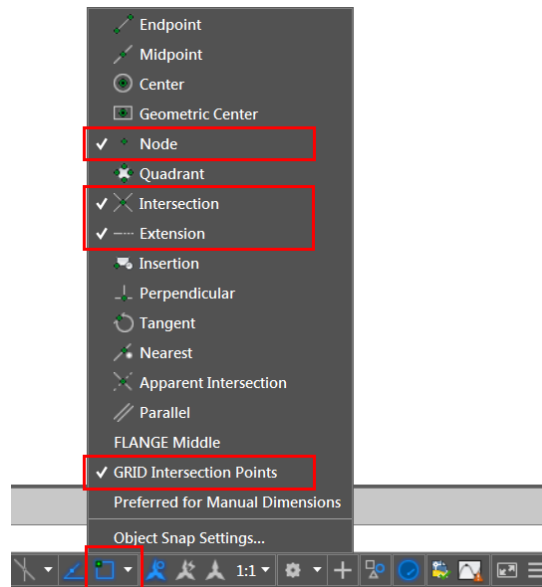 Endpoint
Midpoint
Center
Geometric Center
Node
Quadrant
Intersection
Extension
Insertion
Perpendicular
Tangent
Nearest
Apparent Intersection
Parallel
FLANGE Middle
GRID Intersection Points
Preferred for Manual Dimensions
Object Snap Settings...
1:1